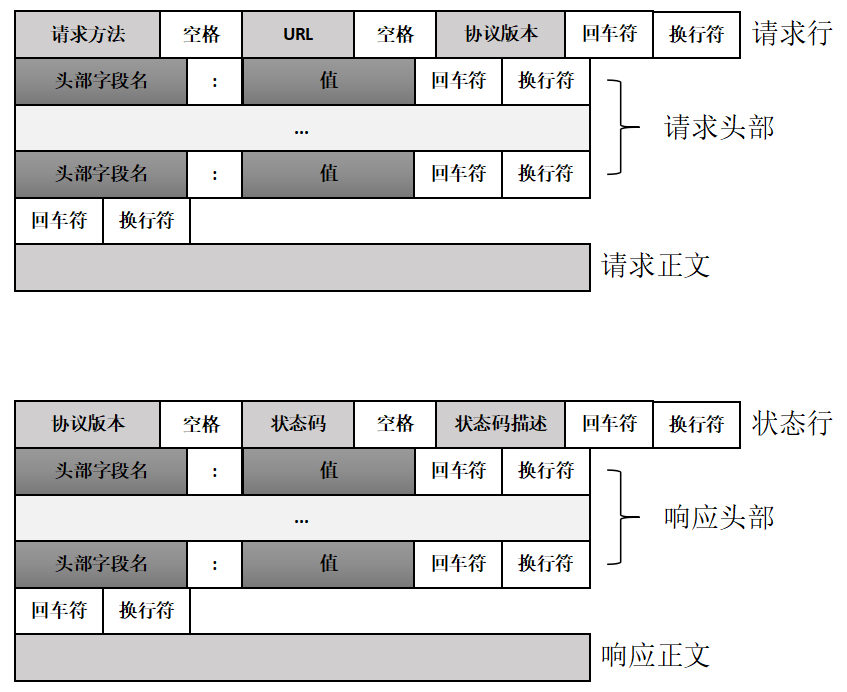 请求方法 空格 URL 空格 协议版本 回车符 换行符 请求行
头部字段名 : 值 回车符 换行符
... 请求头部
头部字段名 : 值 回车符 换行符
回车符 换行符
请求正文
协议版本 空格 状态码 空格 状态码描述 回车符 换行符 状态行
头部字段名 : 值 回车符 换行符
... 响应头部
头部字段名 : 值 回车符 换行符
回车符 换行符
响应正文